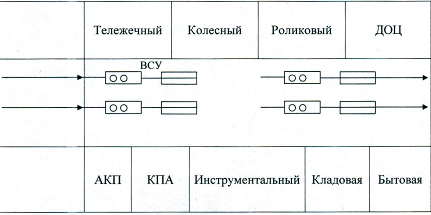 Тележечный Колесный Роликовый ДОЦ
ВСУ
АКП КПА Инструментальный Кладовая Бытовая